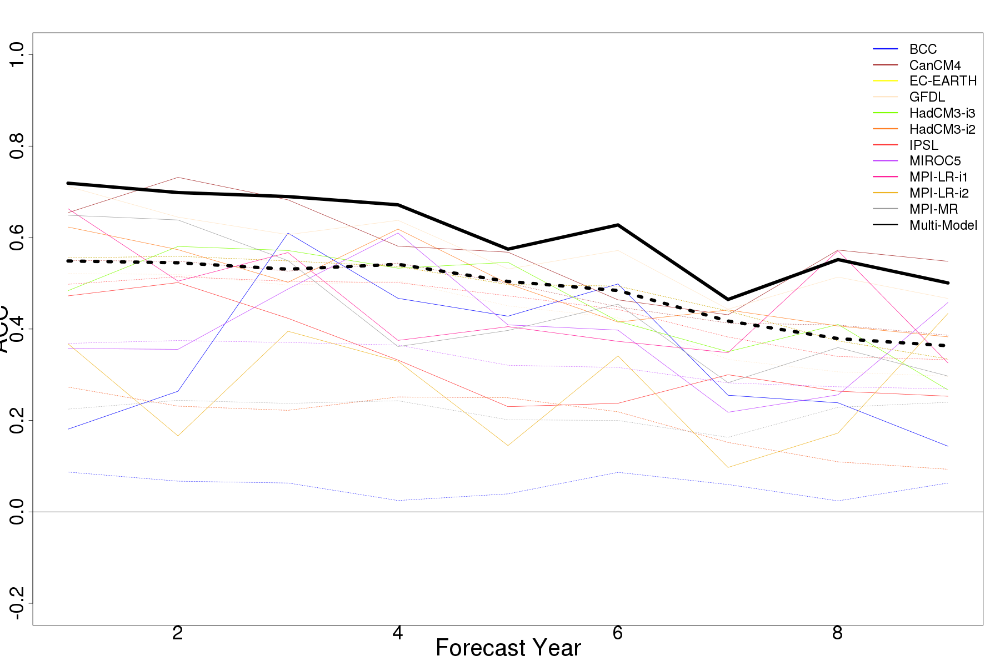 1.0
0.8
0.6
0.4
0.2
0.0
-0.2
ACC
BCC
CanCM4
EC-EARTH
GFDL
HadCM3-i3
HadCM3-i2
IPSL
MIROC5
MPI-LR-i1
MPI-LR-i2
MPI-MR
Multi-Model
2 4 6 8
Forecast Year